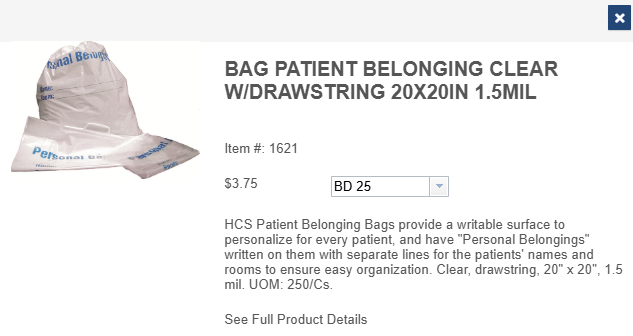 Personal Belongings
Personal Be
Personal
BAG PATIENT BELONGING CLEAR
W/DRAWSTRING 20X20IN 1.5MIL
Item #: 1621
$3.75
BD 25
HCS Patient Belonging Bags provide a writable surface to
personalize for every patient, and have "Personal Belongings"
written on them with separate lines for the patients' names and
rooms to ensure easy organization. Clear, drawstring, 20" x 20", 1.5
mil. UOM: 250/Cs.
See Full Product Details